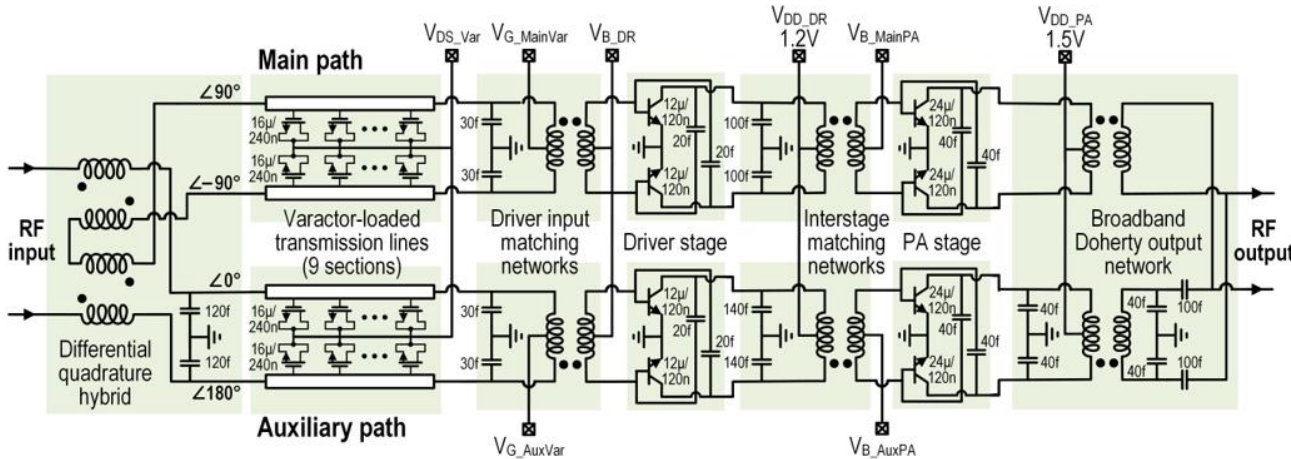 V_DS_Var
V_G_MainVar
V_B_DR
V_DD_DR
1.2V
V_B_MainPA
V_DD_PA
1.5V
Main path
∠90°
16μ/
240n
16μ/
240n
∠−90°
30f
30f
12μ/
120n
12μ/
120n
20f
20f
100f
100f
24μ/
120n
24μ/
120n
40f
40f
RF
input
Varactor-loaded
transmission lines
(9 sections)
Driver input
matching
networks
Driver stage
Interstage
matching
networks
PA stage
Broadband
Doherty output
network
RF
output
∠0°
120f
120f
∠180°
Differential
quadrature
hybrid
16μ/
240n
16μ/
240n
30f
30f
12μ/
120n
12μ/
120n
20f
20f
140f
140f
24μ/
120n
24μ/
120n
40f
40f
40f
40f
40f
40f
100f
100f
Auxiliary path
V_G_AuxVar
V_B_AuxPA